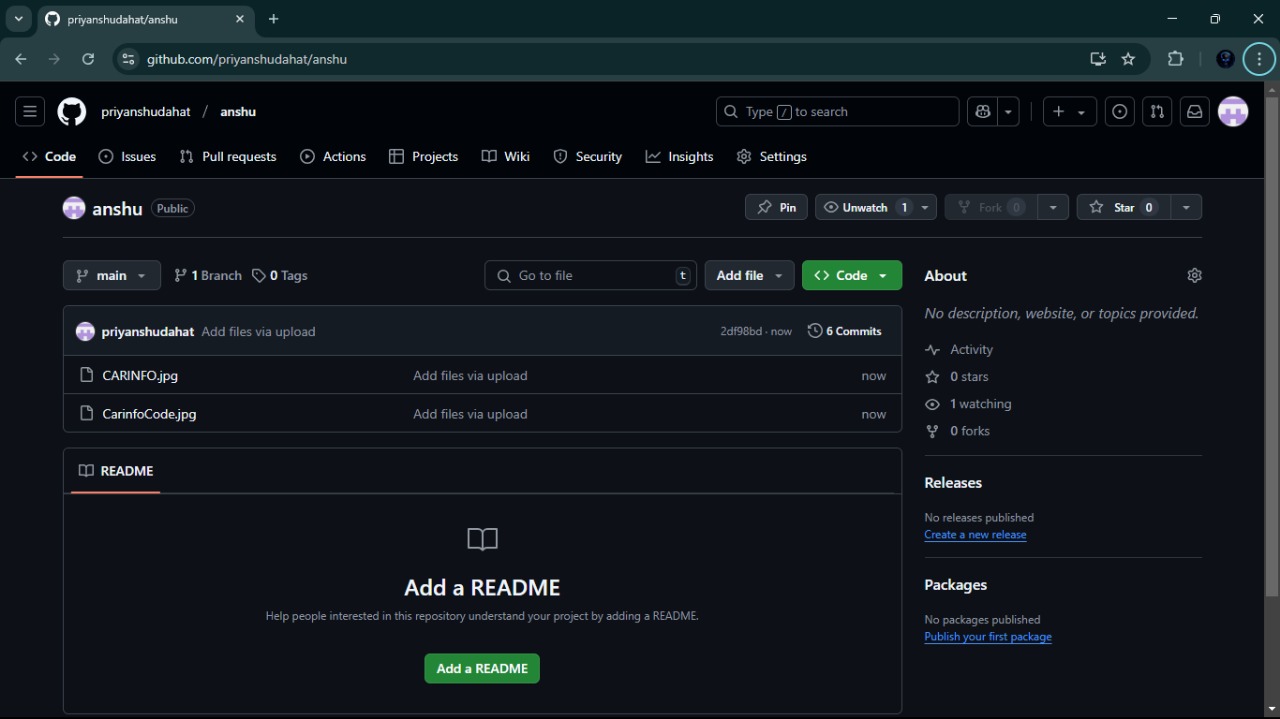 priyanshudahat/anshu
github.com/priyanshudahat/anshu
priyanshudahat / anshu
Type / to search
Code Issues Pull requests Actions Projects Wiki Security Insights Settings
anshu Public
Pin Unwatch 1 Fork 0 Star 0
main 1 Branch 0 Tags
Go to file t Add file Code
priyanshudahat Add files via upload 2df98bd · now 6 Commits
CARINFO.jpg Add files via upload now
CarinfoCode.jpg Add files via upload now
README
Add a README
Help people interested in this repository understand your project by adding a README.
Add a README
About
No description, website, or topics provided.
Activity
0 stars
1 watching
0 forks
Releases
No releases published
Create a new release
Packages
No packages published
Publish your first package